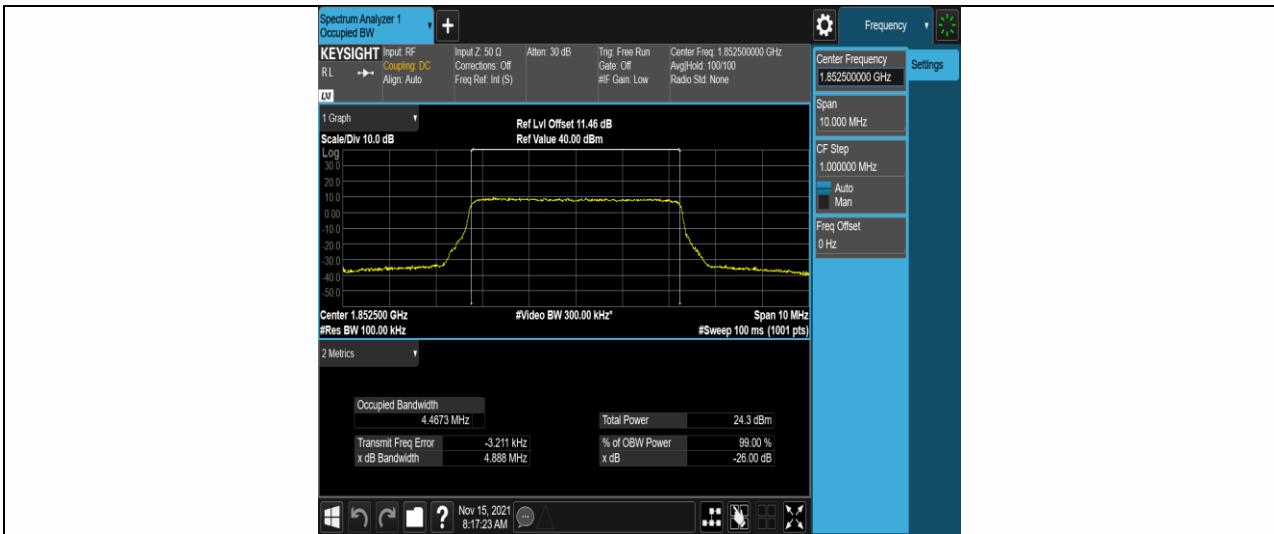 Spectrum Analyzer 1
Occupied BW
+
Frequency
KEYSIGHT
RL
LXI
Input: RF
Coupling: DC
Align: Auto
Input Z: 50 Ω
Corrections: Off
Freq Ref: Int (S)
Atten: 30 dB
Trig: Free Run
Gate: Off
#IF Gain: Low
Center Freq: 1.852500000 GHz
Avg|Hold: 100/100
Radio Std: None
Center Frequency
1.852500000 GHz
Settings
Span
10.000 MHz
CF Step
1.000000 MHz
Auto
Man
Freq Offset
0 Hz
1 Graph
Scale/Div 10.0 dB
Ref Lvl Offset 11.46 dB
Ref Value 40.00 dBm
Log
30.0
20.0
10.0
0.00
-10.0
-20.0
-30.0
-40.0
-50.0
Center 1.852500 GHz
#Video BW 300.00 kHz*
Span 10 MHz
#Res BW 100.00 kHz
#Sweep 100 ms (1001 pts)
2 Metrics
Occupied Bandwidth
4.4673 MHz
Total Power 24.3 dBm
Transmit Freq Error -3.211 kHz
% of OBW Power 99.00 %
x dB Bandwidth 4.888 MHz
x dB -26.00 dB
?
Nov 15, 2021
8:17:23 AM